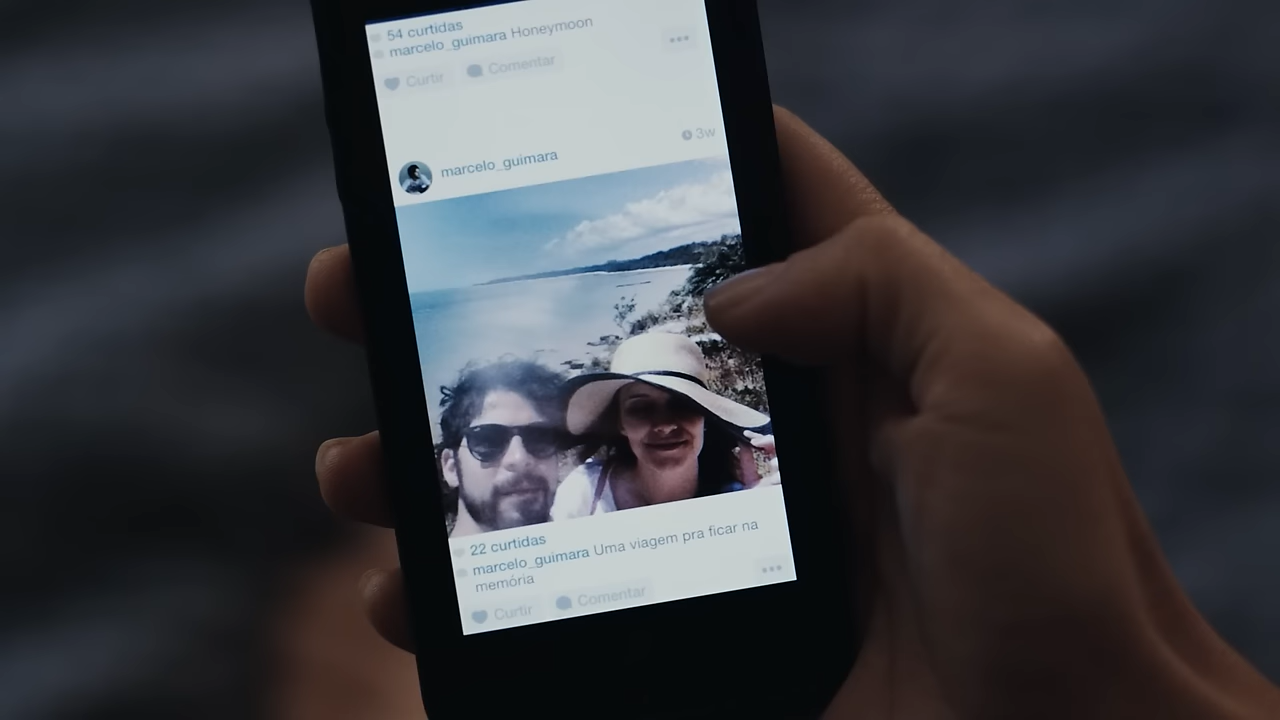 54 curtidas
marcelo_guimara Honeymoon
Curtir Comentar
3w
marcelo_guimara
22 curtidas
marcelo_guimara Uma viagem pra ficar na
memória
Curtir Comentar